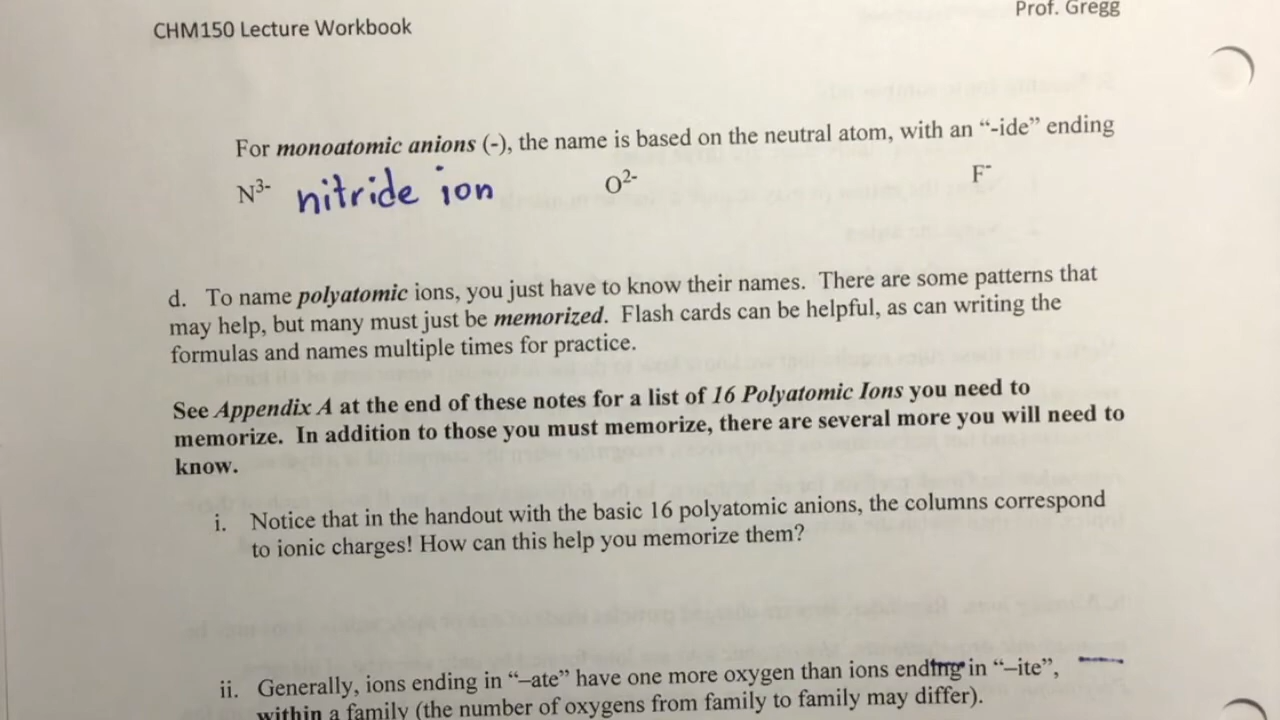 CHM150 Lecture Workbook
Prof. Gregg
For monoatomic anions (-), the name is based on the neutral atom, with an “-ide” ending
N³⁻ nitride ion O²⁻ F⁻
d. To name polyatomic ions, you just have to know their names. There are some patterns that
may help, but many must just be memorized. Flash cards can be helpful, as can writing the
formulas and names multiple times for practice.
See Appendix A at the end of these notes for a list of 16 Polyatomic Ions you need to
memorize. In addition to those you must memorize, there are several more you will need to
know.
i. Notice that in the handout with the basic 16 polyatomic anions, the columns correspond
to ionic charges! How can this help you memorize them?
ii. Generally, ions ending in “–ate” have one more oxygen than ions ending in “–ite”,
within a family (the number of oxygens from family to family may differ).